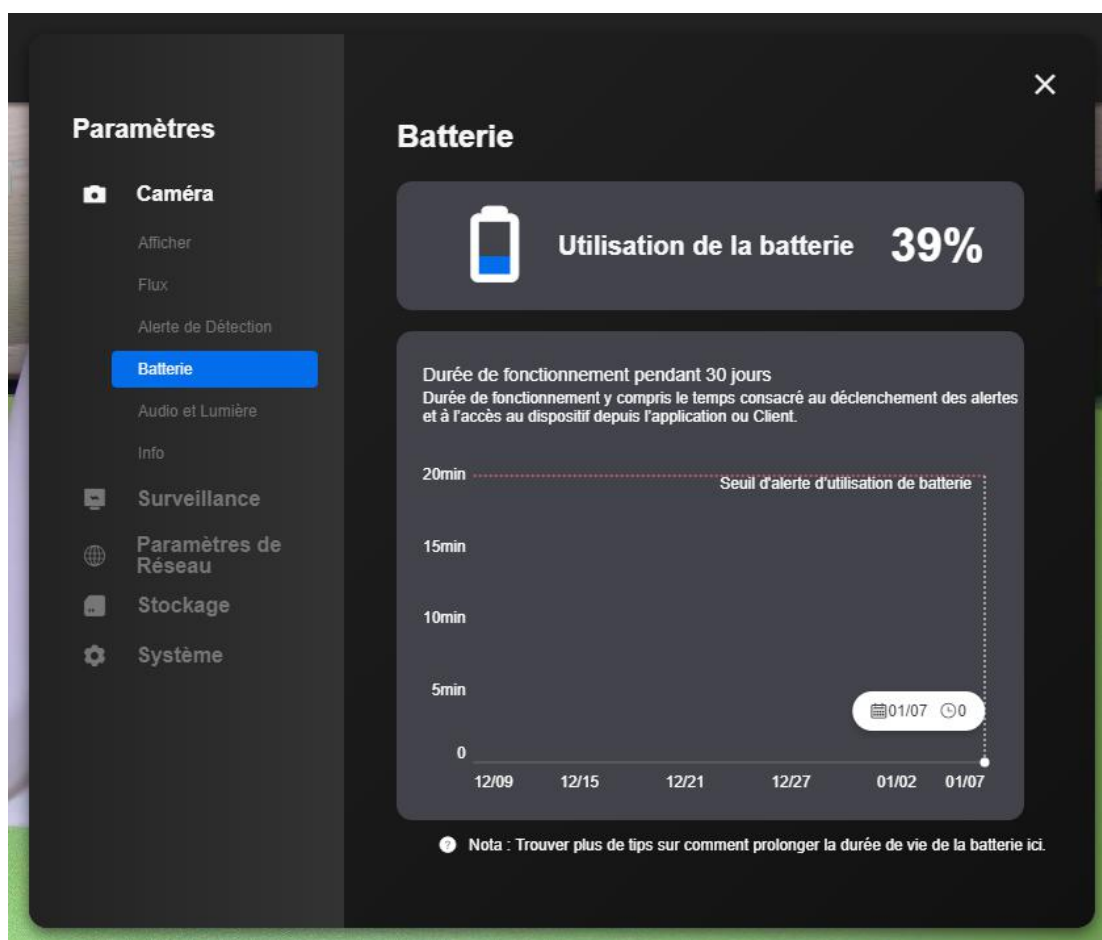 Paramètres
Caméra
Afficher
Flux
Alerte de Détection
Batterie
Audio et Lumière
Info
Surveillance
Paramètres de
Réseau
Stockage
Système
Batterie
Utilisation de la batterie 39%
Durée de fonctionnement pendant 30 jours
Durée de fonctionnement y compris le temps consacré au déclenchement des alertes
et à l'accès au dispositif depuis l'application ou Client.
20min
Seuil d'alerte d'utilisation de batterie
15min
10min
5min
01/07 0
0
12/09 12/15 12/21 12/27 01/02 01/07
? Nota : Trouver plus de tips sur comment prolonger la durée de vie de la batterie ici.